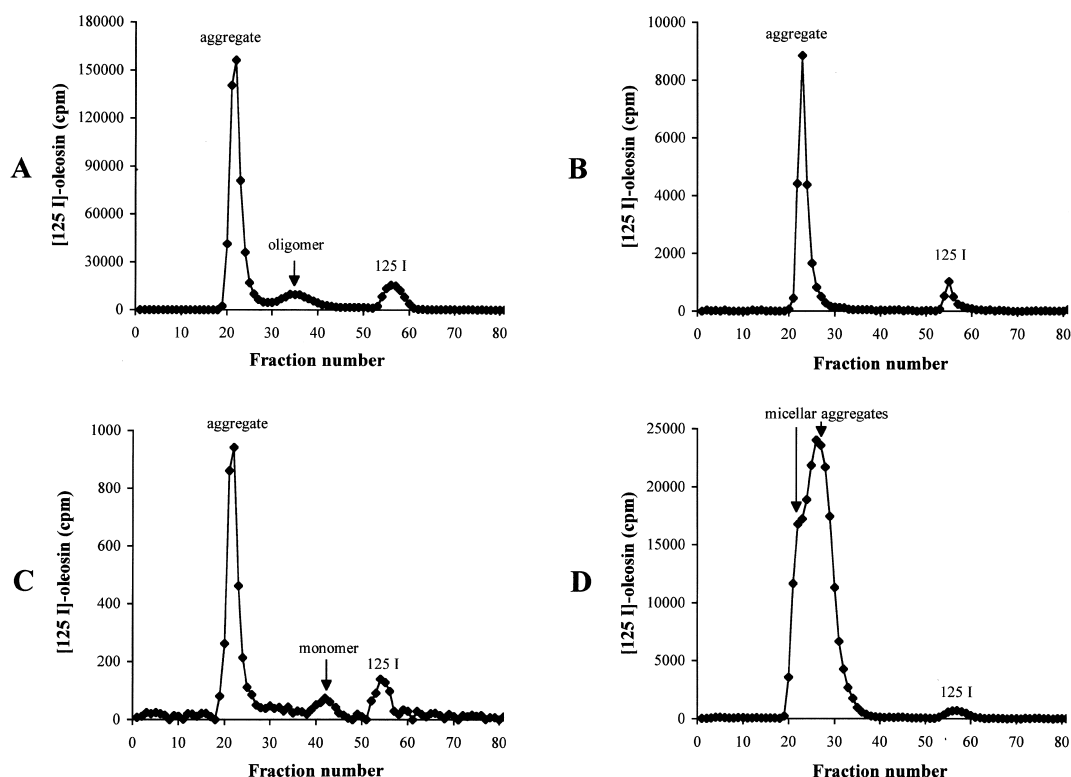 A
[125 I]-oleosin (cpm)
180000
150000
120000
90000
60000
30000
0
aggregate
oligomer
125 I
0 10 20 30 40 50 60 70 80
Fraction number
B
[125 I]-oleosin (cpm)
10000
8000
6000
4000
2000
0
aggregate
125 I
0 10 20 30 40 50 60 70 80
Fraction number
C
[125 I]-oleosin (cpm)
1000
800
600
400
200
0
aggregate
monomer
125 I
0 10 20 30 40 50 60 70 80
Fraction number
D
[125 I]-oleosin (cpm)
25000
20000
15000
10000
5000
0
micellar aggregates
125 I
0 10 20 30 40 50 60 70 80
Fraction number